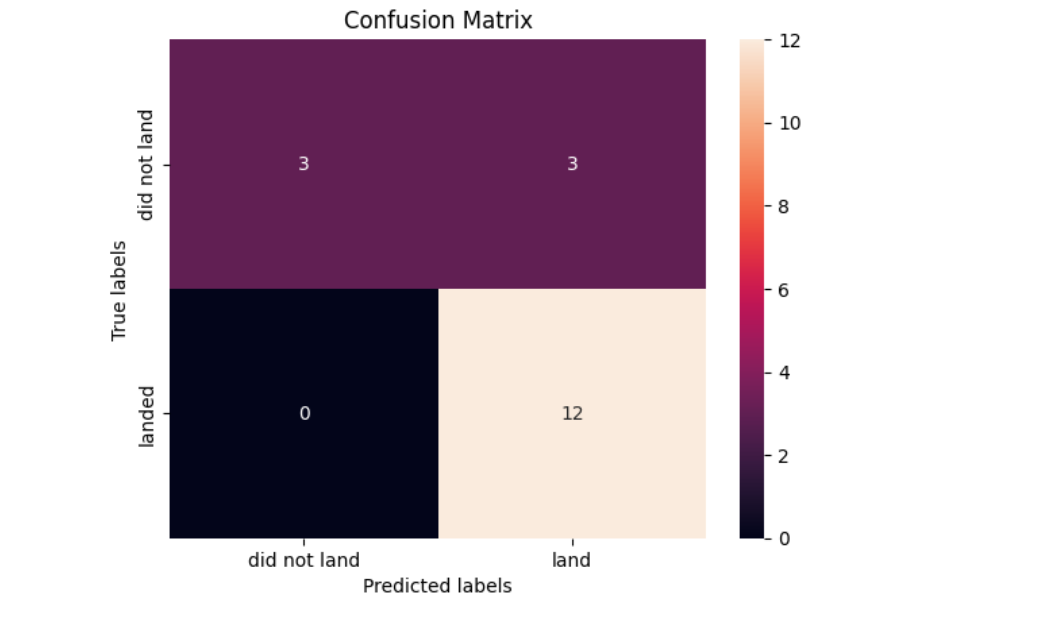 Confusion Matrix
True labels
did not land
landed
3
3
0
12
did not land
land
Predicted labels
12
10
8
6
4
2
0